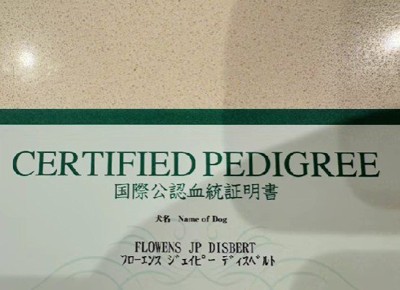 CERTIFIED PEDIGREE
国際公認血統証明書
犬名 Name of Dog
FLOWENS JP DISBERT
フローエンス ジェイピー ディスベルト